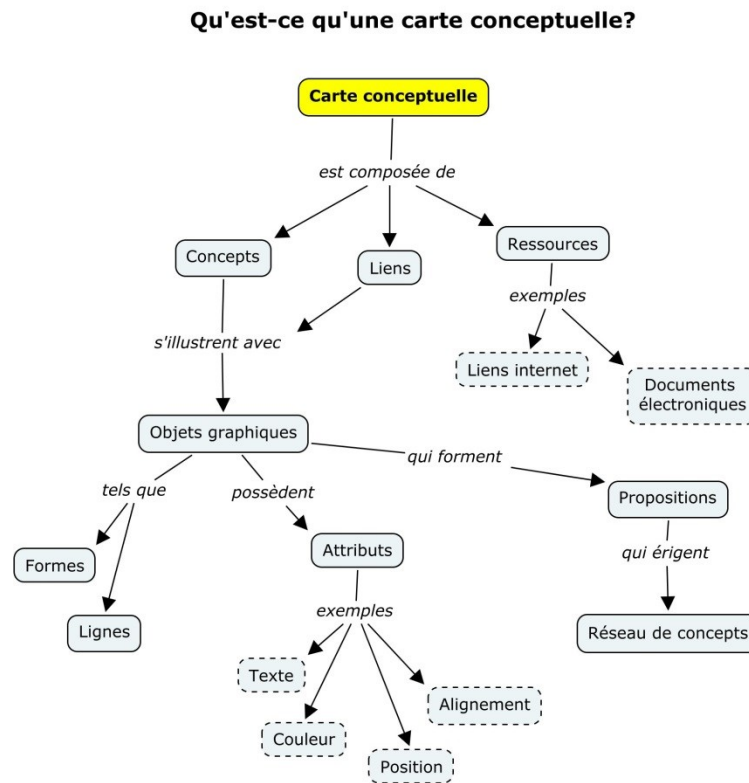 Qu'est-ce qu'une carte conceptuelle?
Carte conceptuelle
est composée de
Concepts
Liens
Ressources
s'illustrent avec
exemples
Liens internet
Documents
électroniques
Objets graphiques
tels que
possèdent
qui forment
Propositions
Formes
Lignes
Attributs
qui érigent
exemples
Réseau de concepts
Texte
Couleur
Position
Alignement